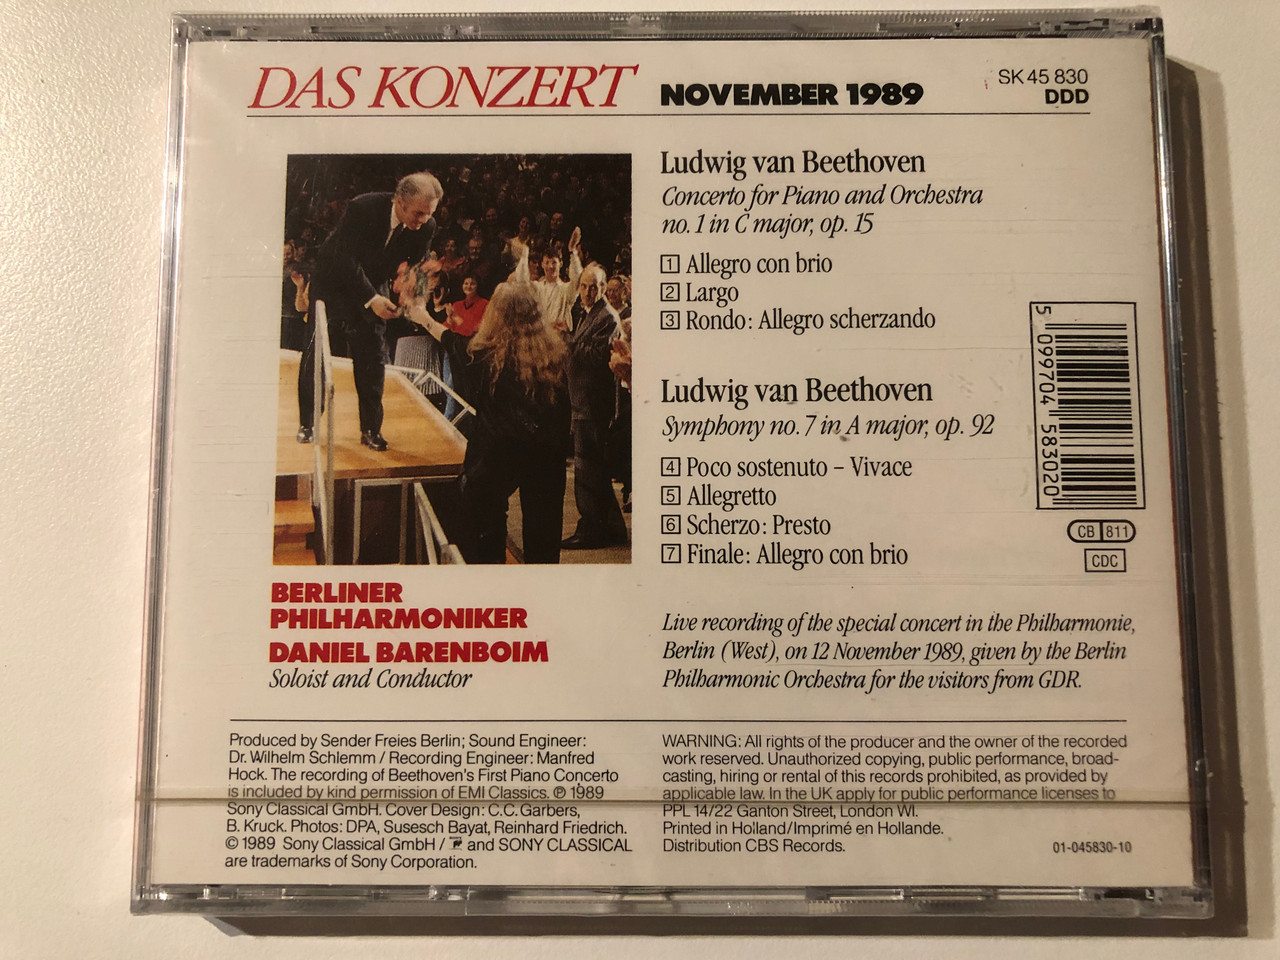 DAS KONZERT NOVEMBER 1989
SK 45 830
DDD
Ludwig van Beethoven
Concerto for Piano and Orchestra
no. 1 in C major, op. 15
1 Allegro con brio
2 Largo
3 Rondo: Allegro scherzando
Ludwig van Beethoven
Symphony no. 7 in A major, op. 92
4 Poco sostenuto – Vivace
5 Allegretto
6 Scherzo: Presto
7 Finale: Allegro con brio
5 099704 583020
CB 811
CDC
BERLINER
PHILHARMONIKER
DANIEL BARENBOIM
Soloist and Conductor
Live recording of the special concert in the Philharmonie,
Berlin (West), on 12 November 1989, given by the Berlin
Philharmonic Orchestra for the visitors from GDR.
Produced by Sender Freies Berlin; Sound Engineer:
Dr. Wilhelm Schlemm / Recording Engineer: Manfred
Hock. The recording of Beethoven's First Piano Concerto
is included by kind permission of EMI Classics. ℗ 1989
Sony Classical GmbH. Cover Design: C.C. Garbers,
B. Kruck. Photos: DPA, Susesch Bayat, Reinhard Friedrich.
© 1989 Sony Classical GmbH / and SONY CLASSICAL
are trademarks of Sony Corporation.
WARNING: All rights of the producer and the owner of the recorded
work reserved. Unauthorized copying, public performance, broad-
casting, hiring or rental of this records prohibited, as provided by
applicable law. In the UK apply for public performance licenses to
PPL 14/22 Ganton Street, London WI.
Printed in Holland/Imprimé en Hollande.
Distribution CBS Records.
01-045830-10